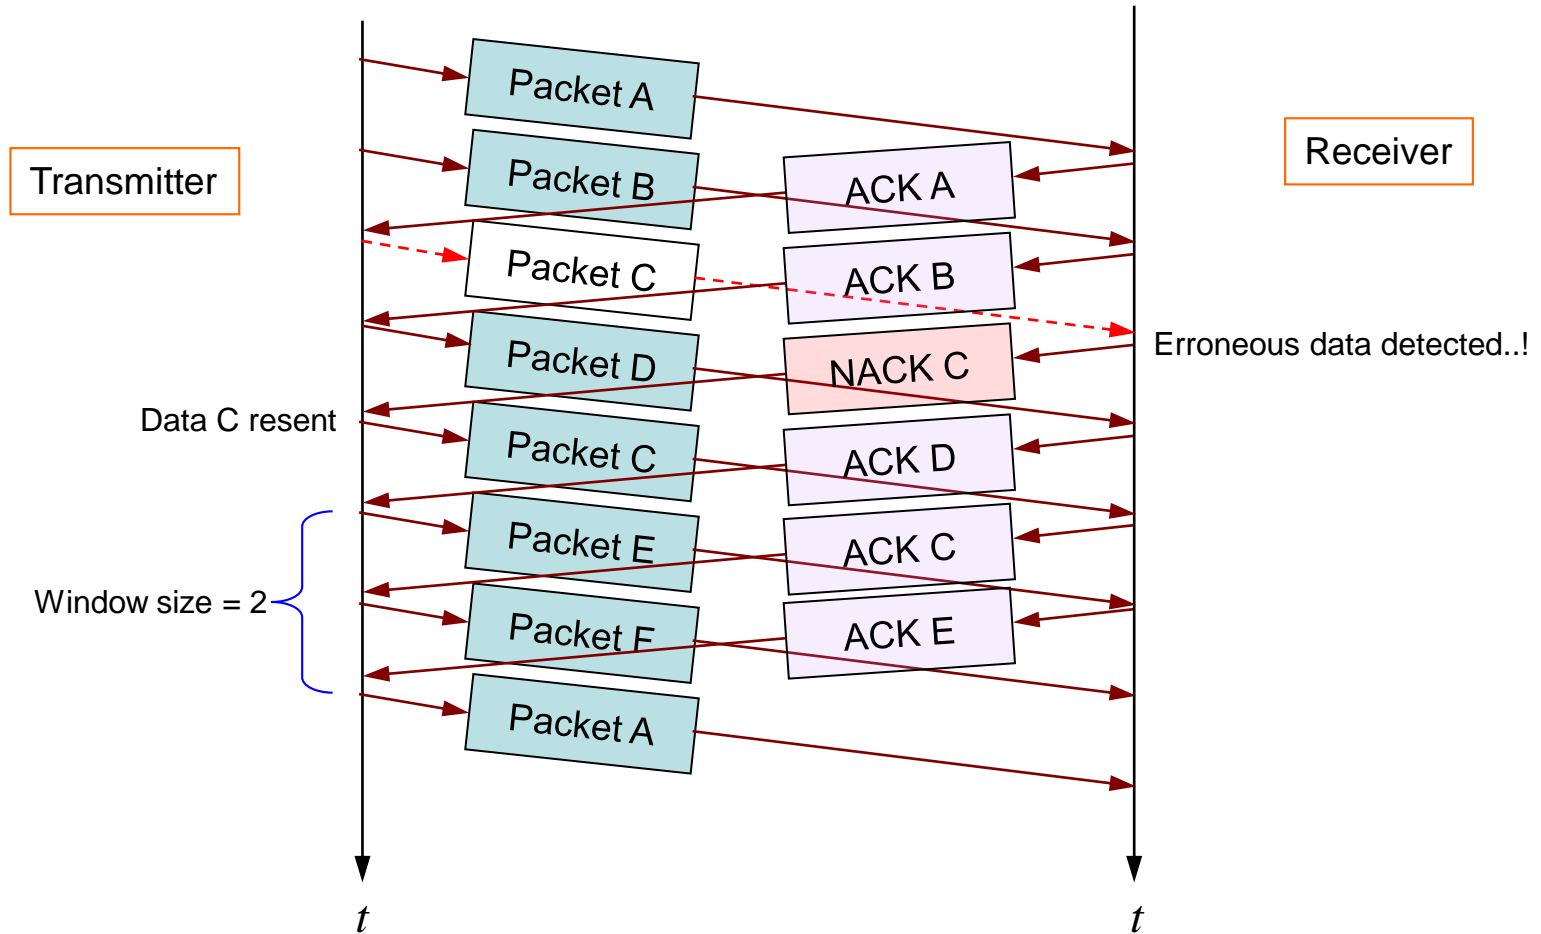 Packet A
Transmitter
Receiver
Packet B
ACK A
Packet C
ACK B
Packet D
NACK C
Erroneous data detected..!
Data C resent
Packet C
ACK D
Packet E
ACK C
Window size = 2
Packet F
ACK E
Packet A
t
t